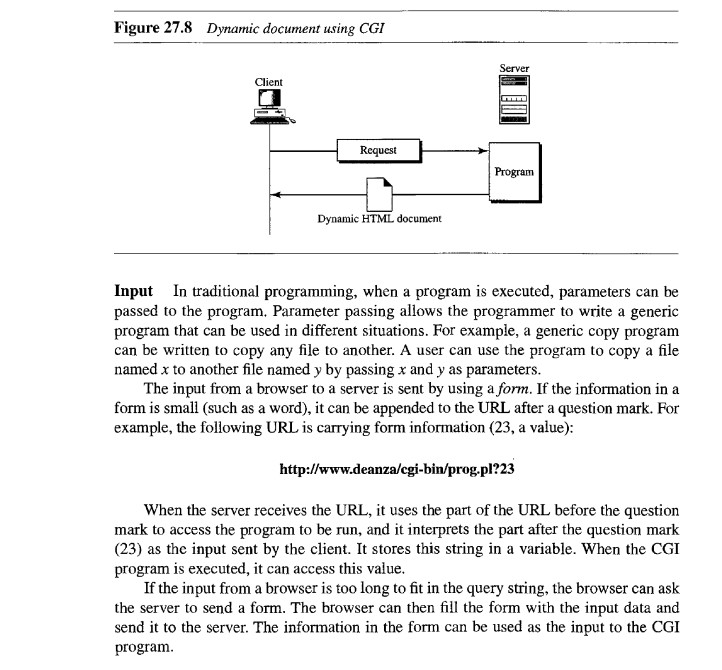 Figure 27.8 Dynamic document using CGI
Server
Client
Request
Program
Dynamic HTML document
Input In traditional programming, when a program is executed, parameters can be
passed to the program. Parameter passing allows the programmer to write a generic
program that can be used in different situations. For example, a generic copy program
can be written to copy any file to another. A user can use the program to copy a file
named x to another file named y by passing x and y as parameters.
The input from a browser to a server is sent by using a form. If the information in a
form is small (such as a word), it can be appended to the URL after a question mark. For
example, the following URL is carrying form information (23, a value):
http://www.deanza/cgi-bin/prog.pl?23
When the server receives the URL, it uses the part of the URL before the question
mark to access the program to be run, and it interprets the part after the question mark
(23) as the input sent by the client. It stores this string in a variable. When the CGI
program is executed, it can access this value.
If the input from a browser is too long to fit in the query string, the browser can ask
the server to send a form. The browser can then fill the form with the input data and
send it to the server. The information in the form can be used as the input to the CGI
program.